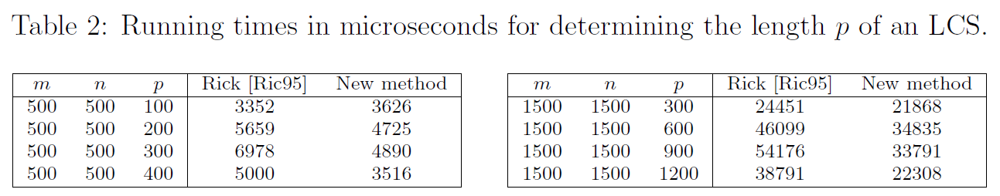 Table 2: Running times in microseconds for determining the length p of an LCS.
m n p Rick [Ric95] New method
500 500 100 3352 3626
500 500 200 5659 4725
500 500 300 6978 4890
500 500 400 5000 3516
m n p Rick [Ric95] New method
1500 1500 300 24451 21868
1500 1500 600 46099 34835
1500 1500 900 54176 33791
1500 1500 1200 38791 22308